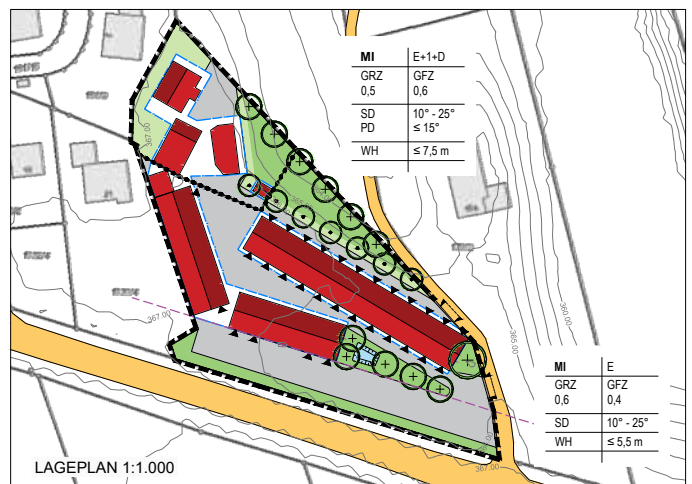 MI E+1+D
GRZ GFZ
0,5 0,6
SD 10° - 25°
PD ≤ 15°
WH ≤ 7,5 m
367.00
367.00
360.00
365.00
MI E
GRZ GFZ
0,6 0,4
SD 10° - 25°
WH ≤ 5,5 m
367.00
LAGEPLAN 1:1.000